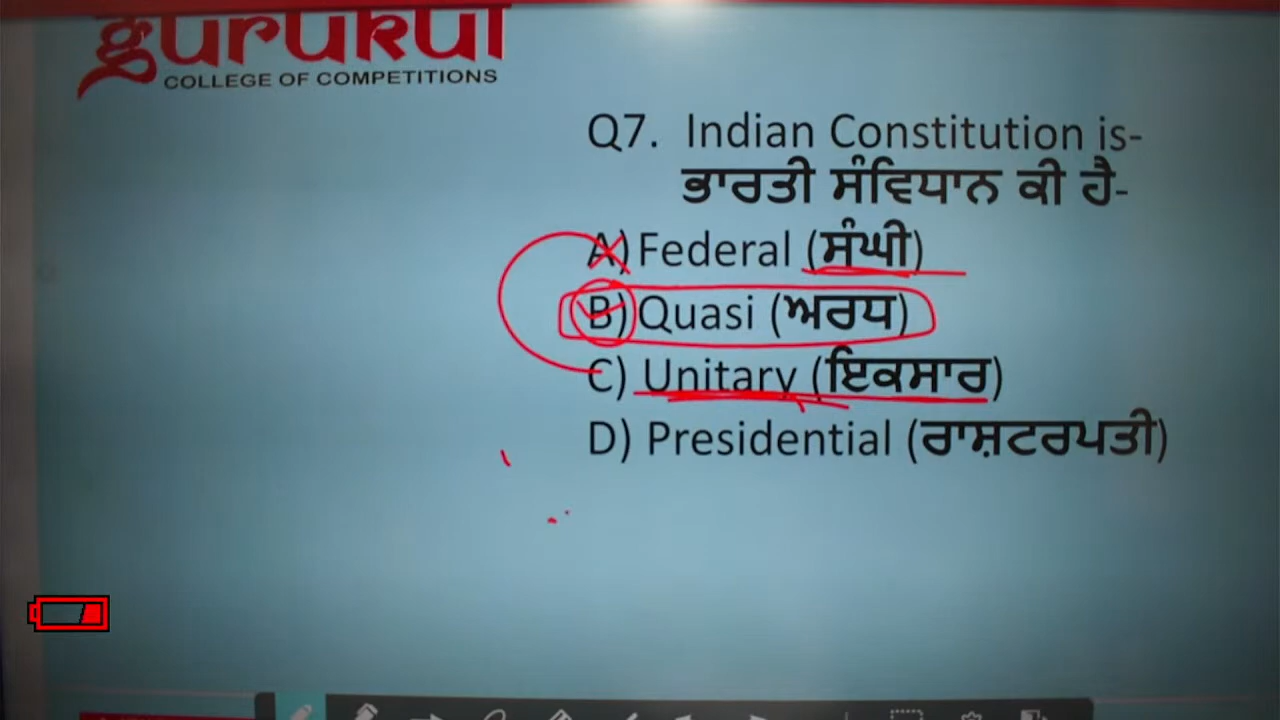 gurukul
COLLEGE OF COMPETITIONS
Q7. Indian Constitution is-
ਭਾਰਤੀ ਸੰਵਿਧਾਨ ਕੀ ਹੈ-
A) Federal (ਸੰਘੀ)
B) Quasi (ਅਰਧ)
C) Unitary (ਇਕਸਾਰ)
D) Presidential (ਰਾਸ਼ਟਰਪਤੀ)